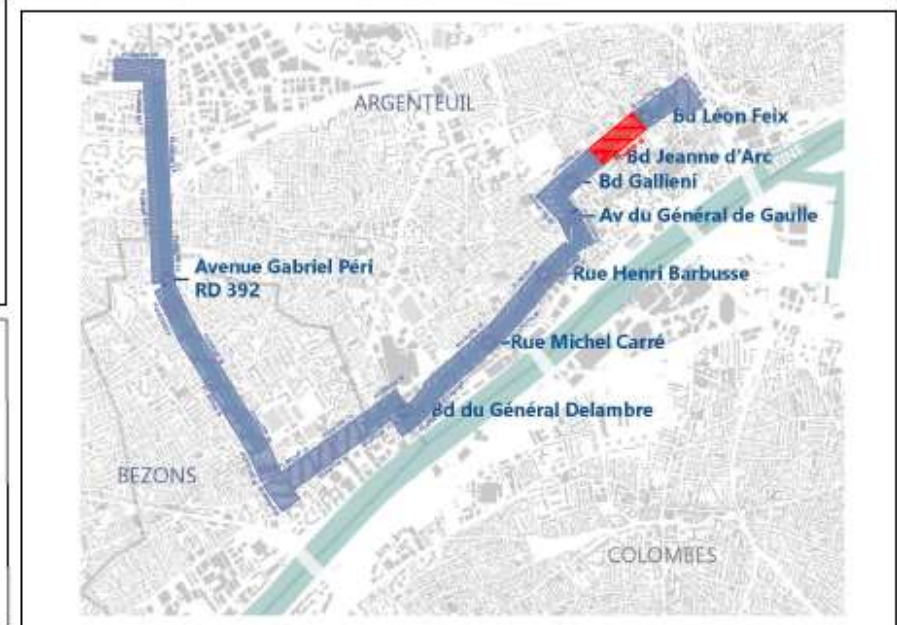 ARGENTEUIL
Bd Léon Feix
Bd Jeanne d'Arc
Bd Gallieni
Av du Général de Gaulle
Avenue Gabriel Péri
RD 392
Rue Henri Barbusse
Rue Michel Carré
Bd du Général Delambre
BEZONS
COLOMBES